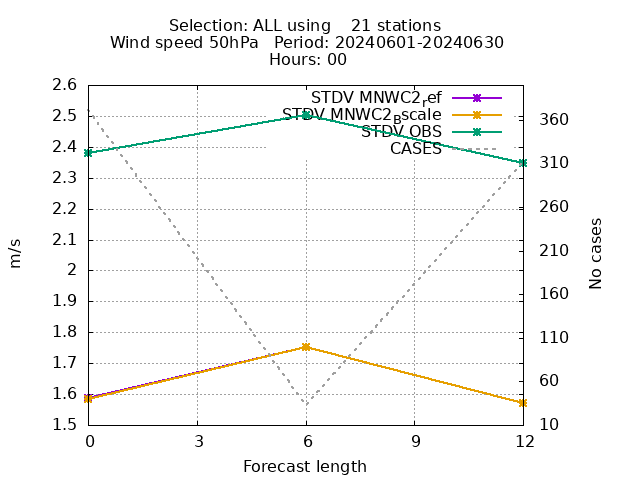 Selection: ALL using 21 stations
Wind speed 50hPa Period: 20240601-20240630
Hours: 00
STDV MNWC2ref
STDV MNWC2Bscale
STDV OBS
CASES
2.6
2.5
2.4
2.3
2.2
2.1
2
1.9
1.8
1.7
1.6
1.5
360
310
260
210
160
110
60
10
m/s
No cases
0 3 6 9 12
Forecast length